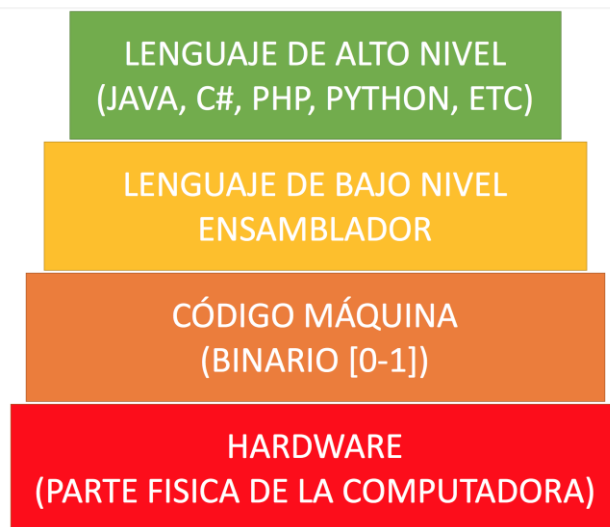 LENGUAJE DE ALTO NIVEL
(JAVA, C#, PHP, PYTHON, ETC)
LENGUAJE DE BAJO NIVEL
ENSAMBLADOR
CÓDIGO MÁQUINA
(BINARIO [0-1])
HARDWARE
(PARTE FISICA DE LA COMPUTADORA)